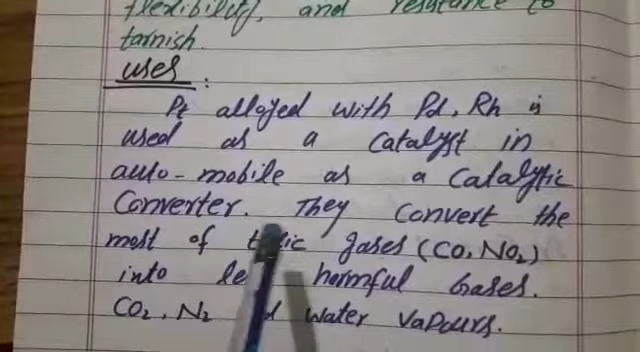 flexibility, and resistance to
tarnish.
uses :
Pt alloyed with Pd, Rh is
used as a catalyst in
auto-mobile as a catalytic
converter. They convert the
most of gases (CO, NO2)
into harmful Gases.
CO2, N2 water vapours.